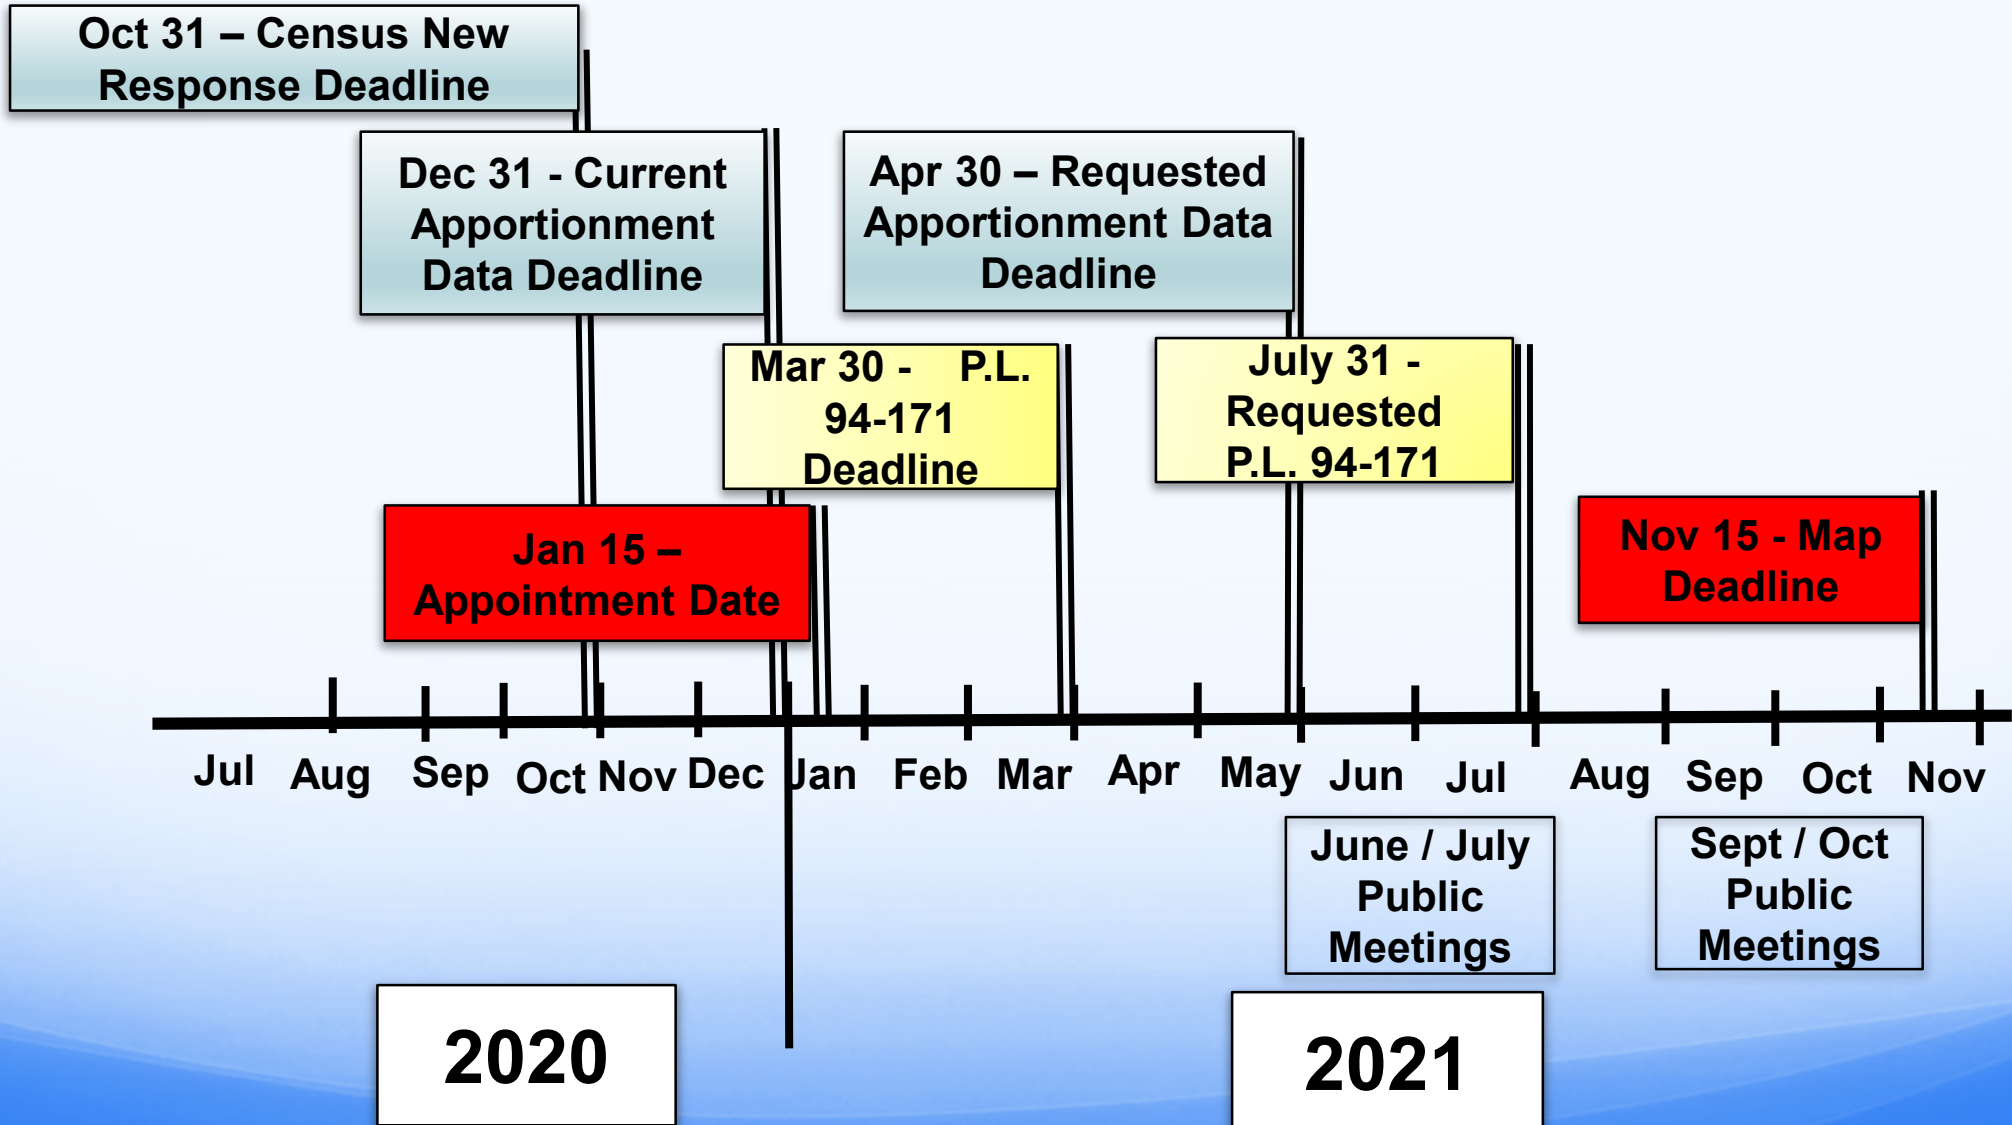 Oct 31 – Census New
Response Deadline
Dec 31 - Current
Apportionment
Data Deadline
Apr 30 – Requested
Apportionment Data
Deadline
Mar 30 - P.L.
94-171
Deadline
July 31 -
Requested
P.L. 94-171
Jan 15 –
Appointment Date
Nov 15 - Map
Deadline
Jul Aug Sep Oct Nov Dec Jan Feb Mar Apr May Jun Jul Aug Sep Oct Nov
June / July
Public
Meetings
Sept / Oct
Public
Meetings
2020
2021